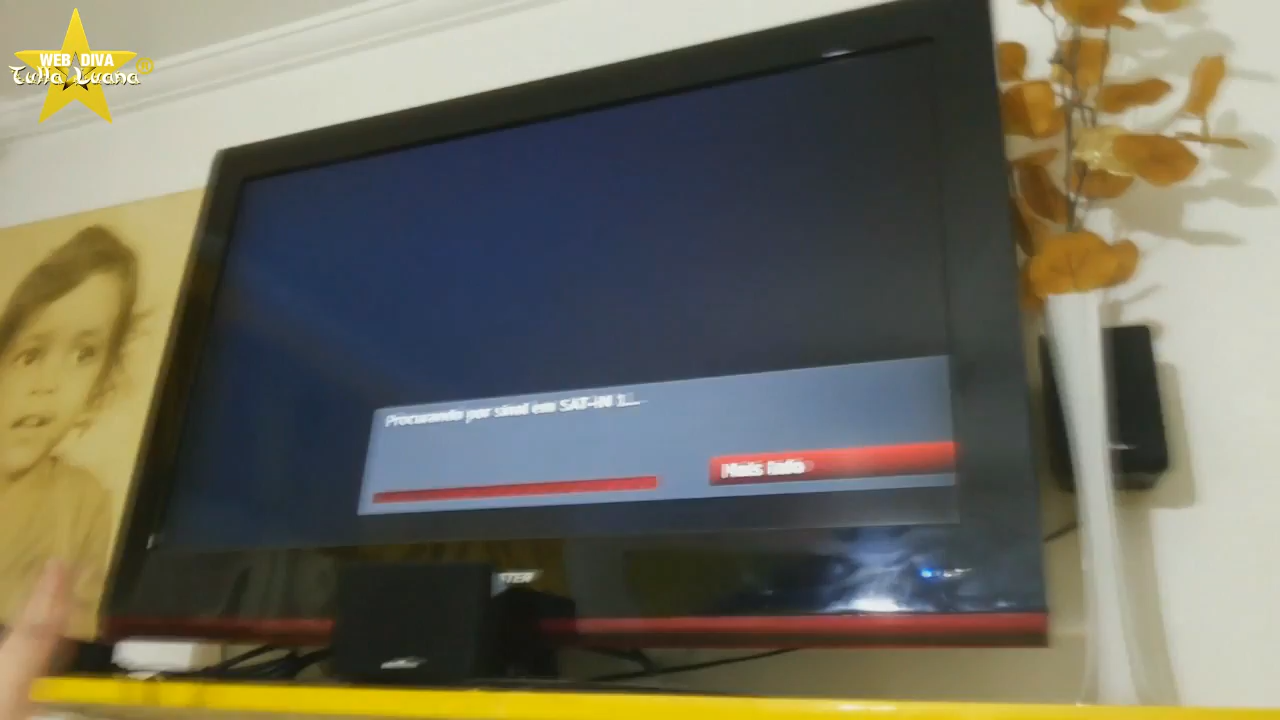 WEB DIVA
Tulla Luana
®
Procurando por sinal em SAT-IN 1...
Mais Info